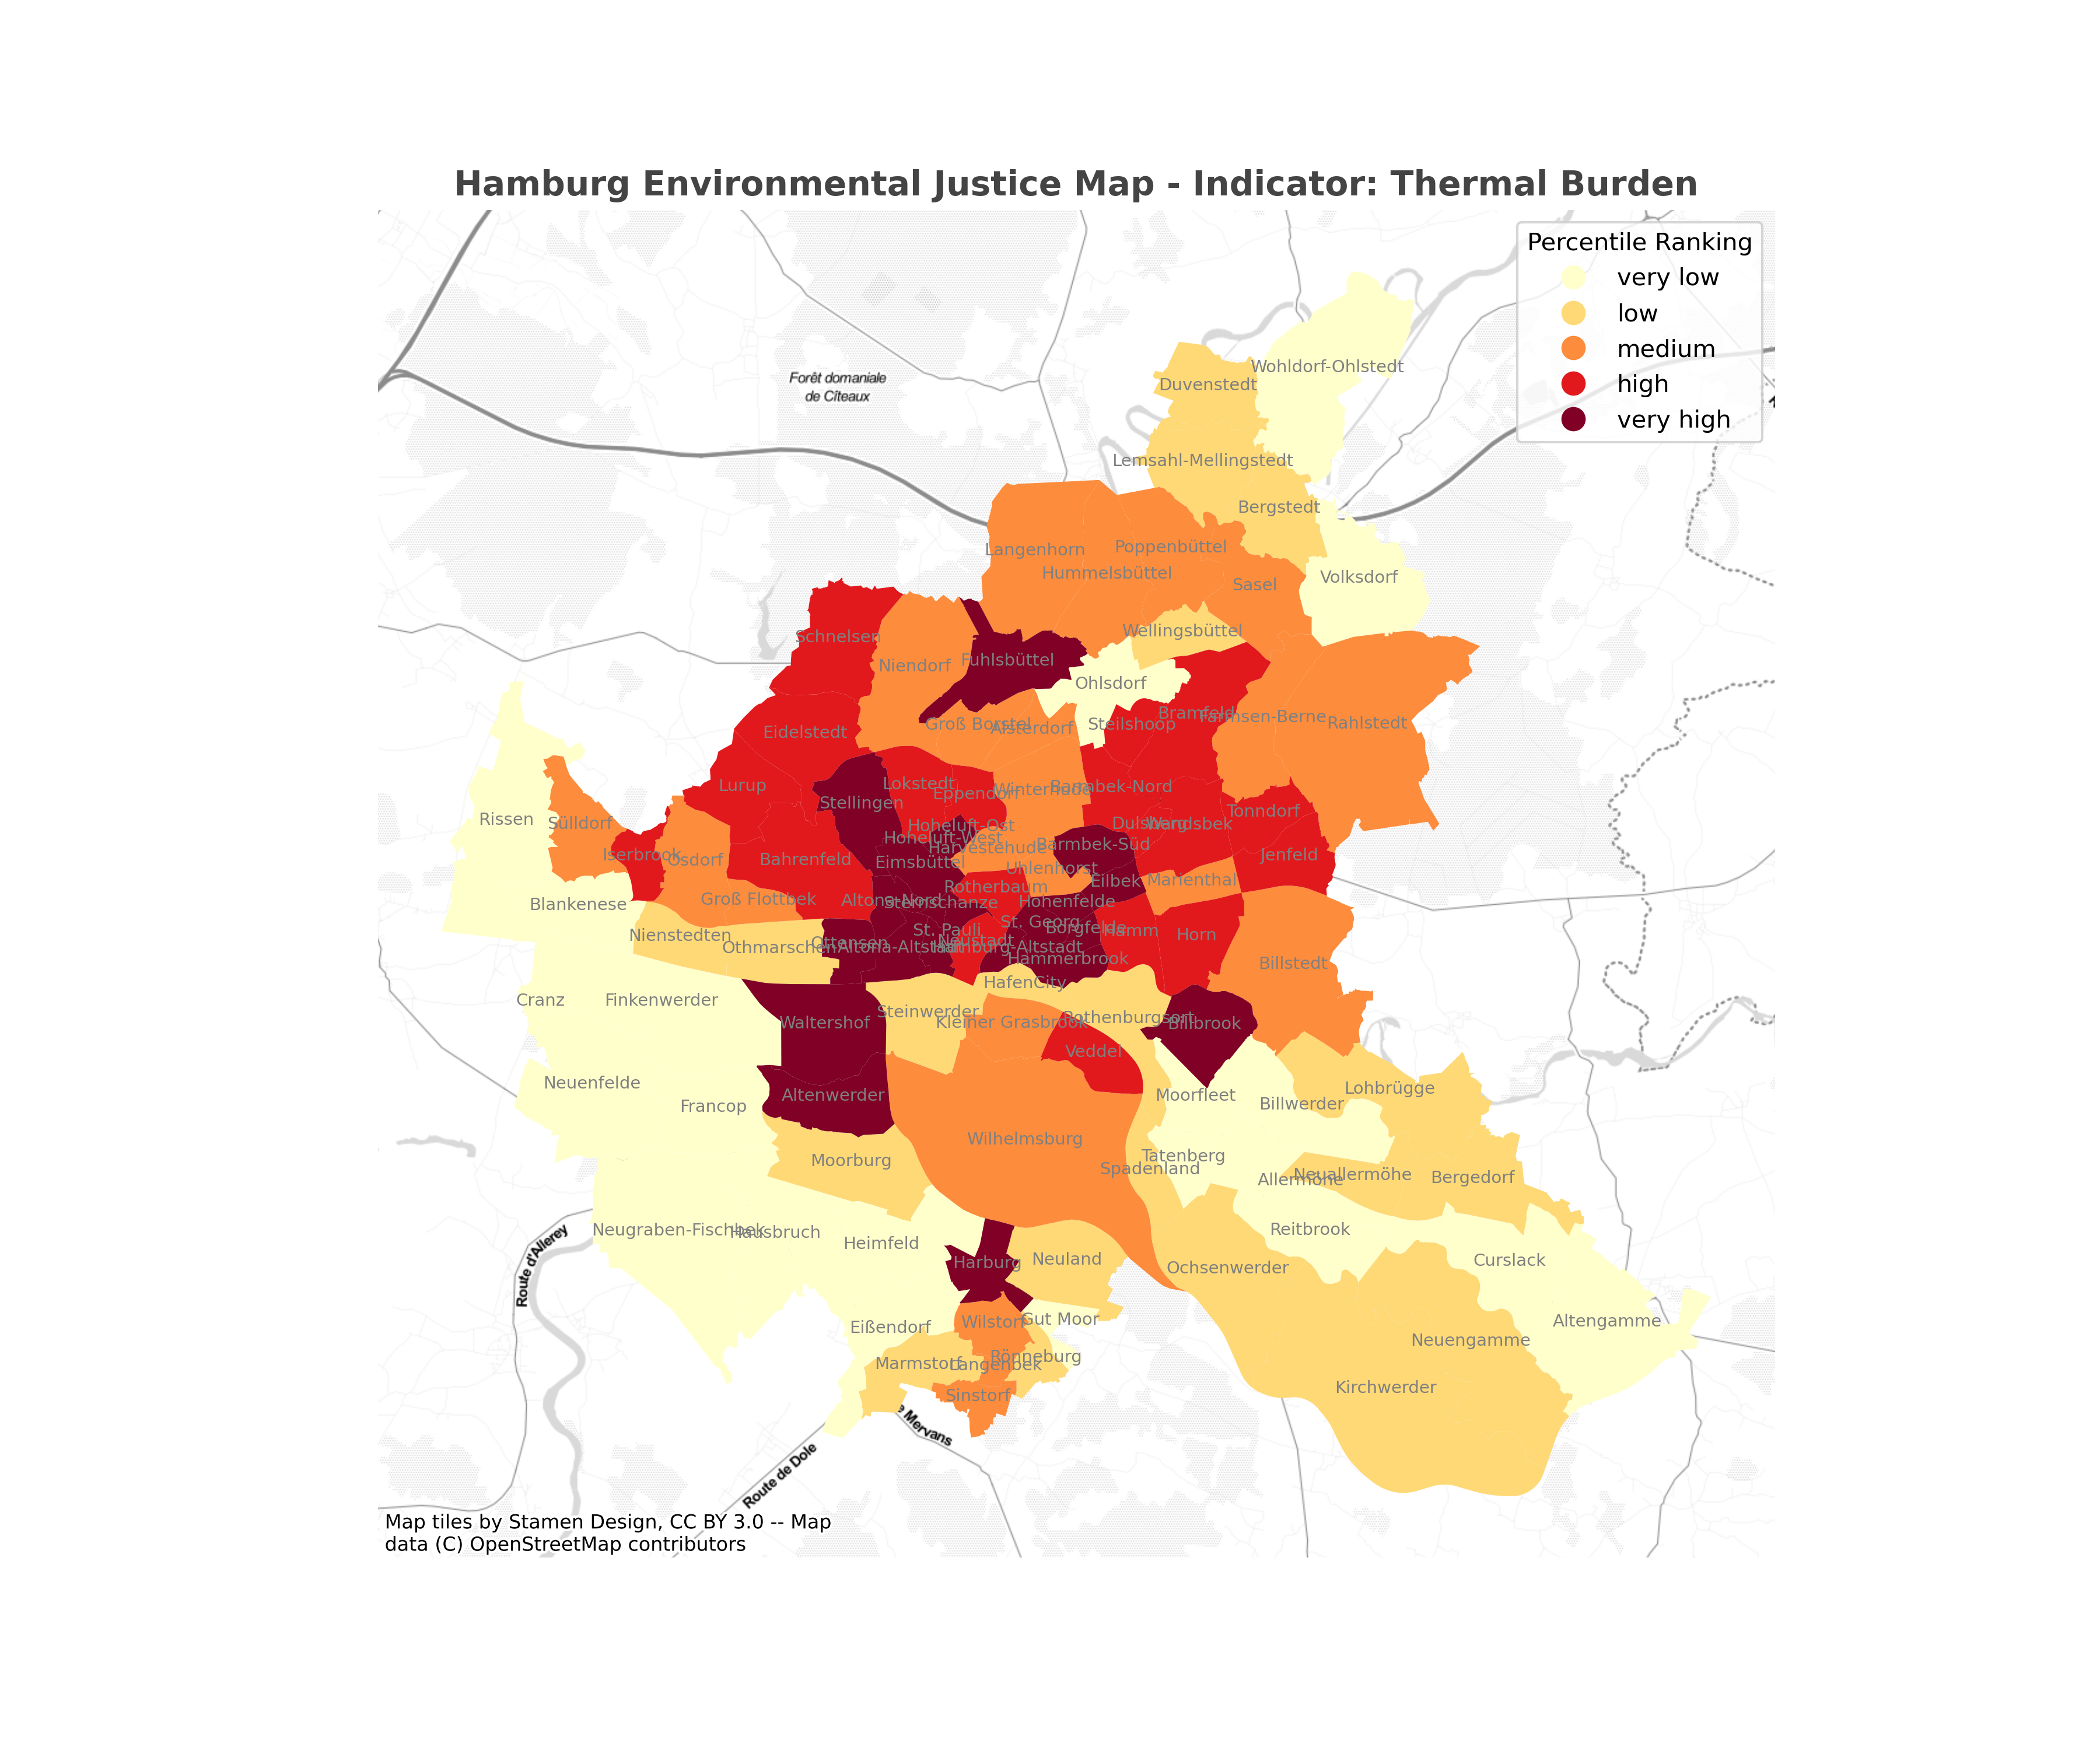 Hamburg Environmental Justice Map - Indicator: Thermal Burden
Percentile Ranking
very low
low
medium
high
very high
Forêt domaniale
de Cîteaux
Wohldorf-Ohlstedt
Duvenstedt
Lemsahl-Mellingstedt
Bergstedt
Langenhorn
Poppenbüttel
Hummelsbüttel
Sasel
Volksdorf
Schnelsen
Wellingsbüttel
Niendorf
Fuhlsbüttel
Ohlsdorf
Eidelstedt
Groß Borstel
Alsterdorf
Steilshoop
Bramfeld
Farmsen-Berne
Rahlstedt
Lurup
Stellingen
Lokstedt
Eppendorf
Winterhude
Barmbek-Nord
Tonndorf
Rissen
Sülldorf
Iserbrook
Osdorf
Bahrenfeld
Hoheluft-Ost
Hoheluft-West
Harvestehude
Eimsbüttel
Dulsberg
Wandsbek
Barmbek-Süd
Uhlenhorst
Eilbek
Marienthal
Jenfeld
Blankenese
Groß Flottbek
Altona-Nord
Sternschanze
Rotherbaum
Hohenfelde
Nienstedten
Othmarschen
Ottensen
Altona-Altstadt
St. Pauli
Neustadt
Hamburg-Altstadt
St. Georg
Borgfelde
Hamm
Horn
Hammerbrook
Billstedt
Cranz
Finkenwerder
Waltershof
Steinwerder
HafenCity
Kleiner Grasbrook
Rothenburgsort
Billbrook
Veddel
Neuenfelde
Francop
Altenwerder
Moorfleet
Billwerder
Lohbrügge
Moorburg
Wilhelmsburg
Tatenberg
Spadenland
Allermöhe
Neuallermöhe
Bergedorf
Neugraben-Fischbek
Hausbruch
Heimfeld
Harburg
Neuland
Reitbrook
Ochsenwerder
Curslack
Route d'Allerey
Eißendorf
Wilstorf
Gut Moor
Altengamme
Neuengamme
Marmstorf
Langenbek
Rönneburg
Sinstorf
Kirchwerder
Mervans
Route de Dole
Map tiles by Stamen Design, CC BY 3.0 -- Map
data (C) OpenStreetMap contributors